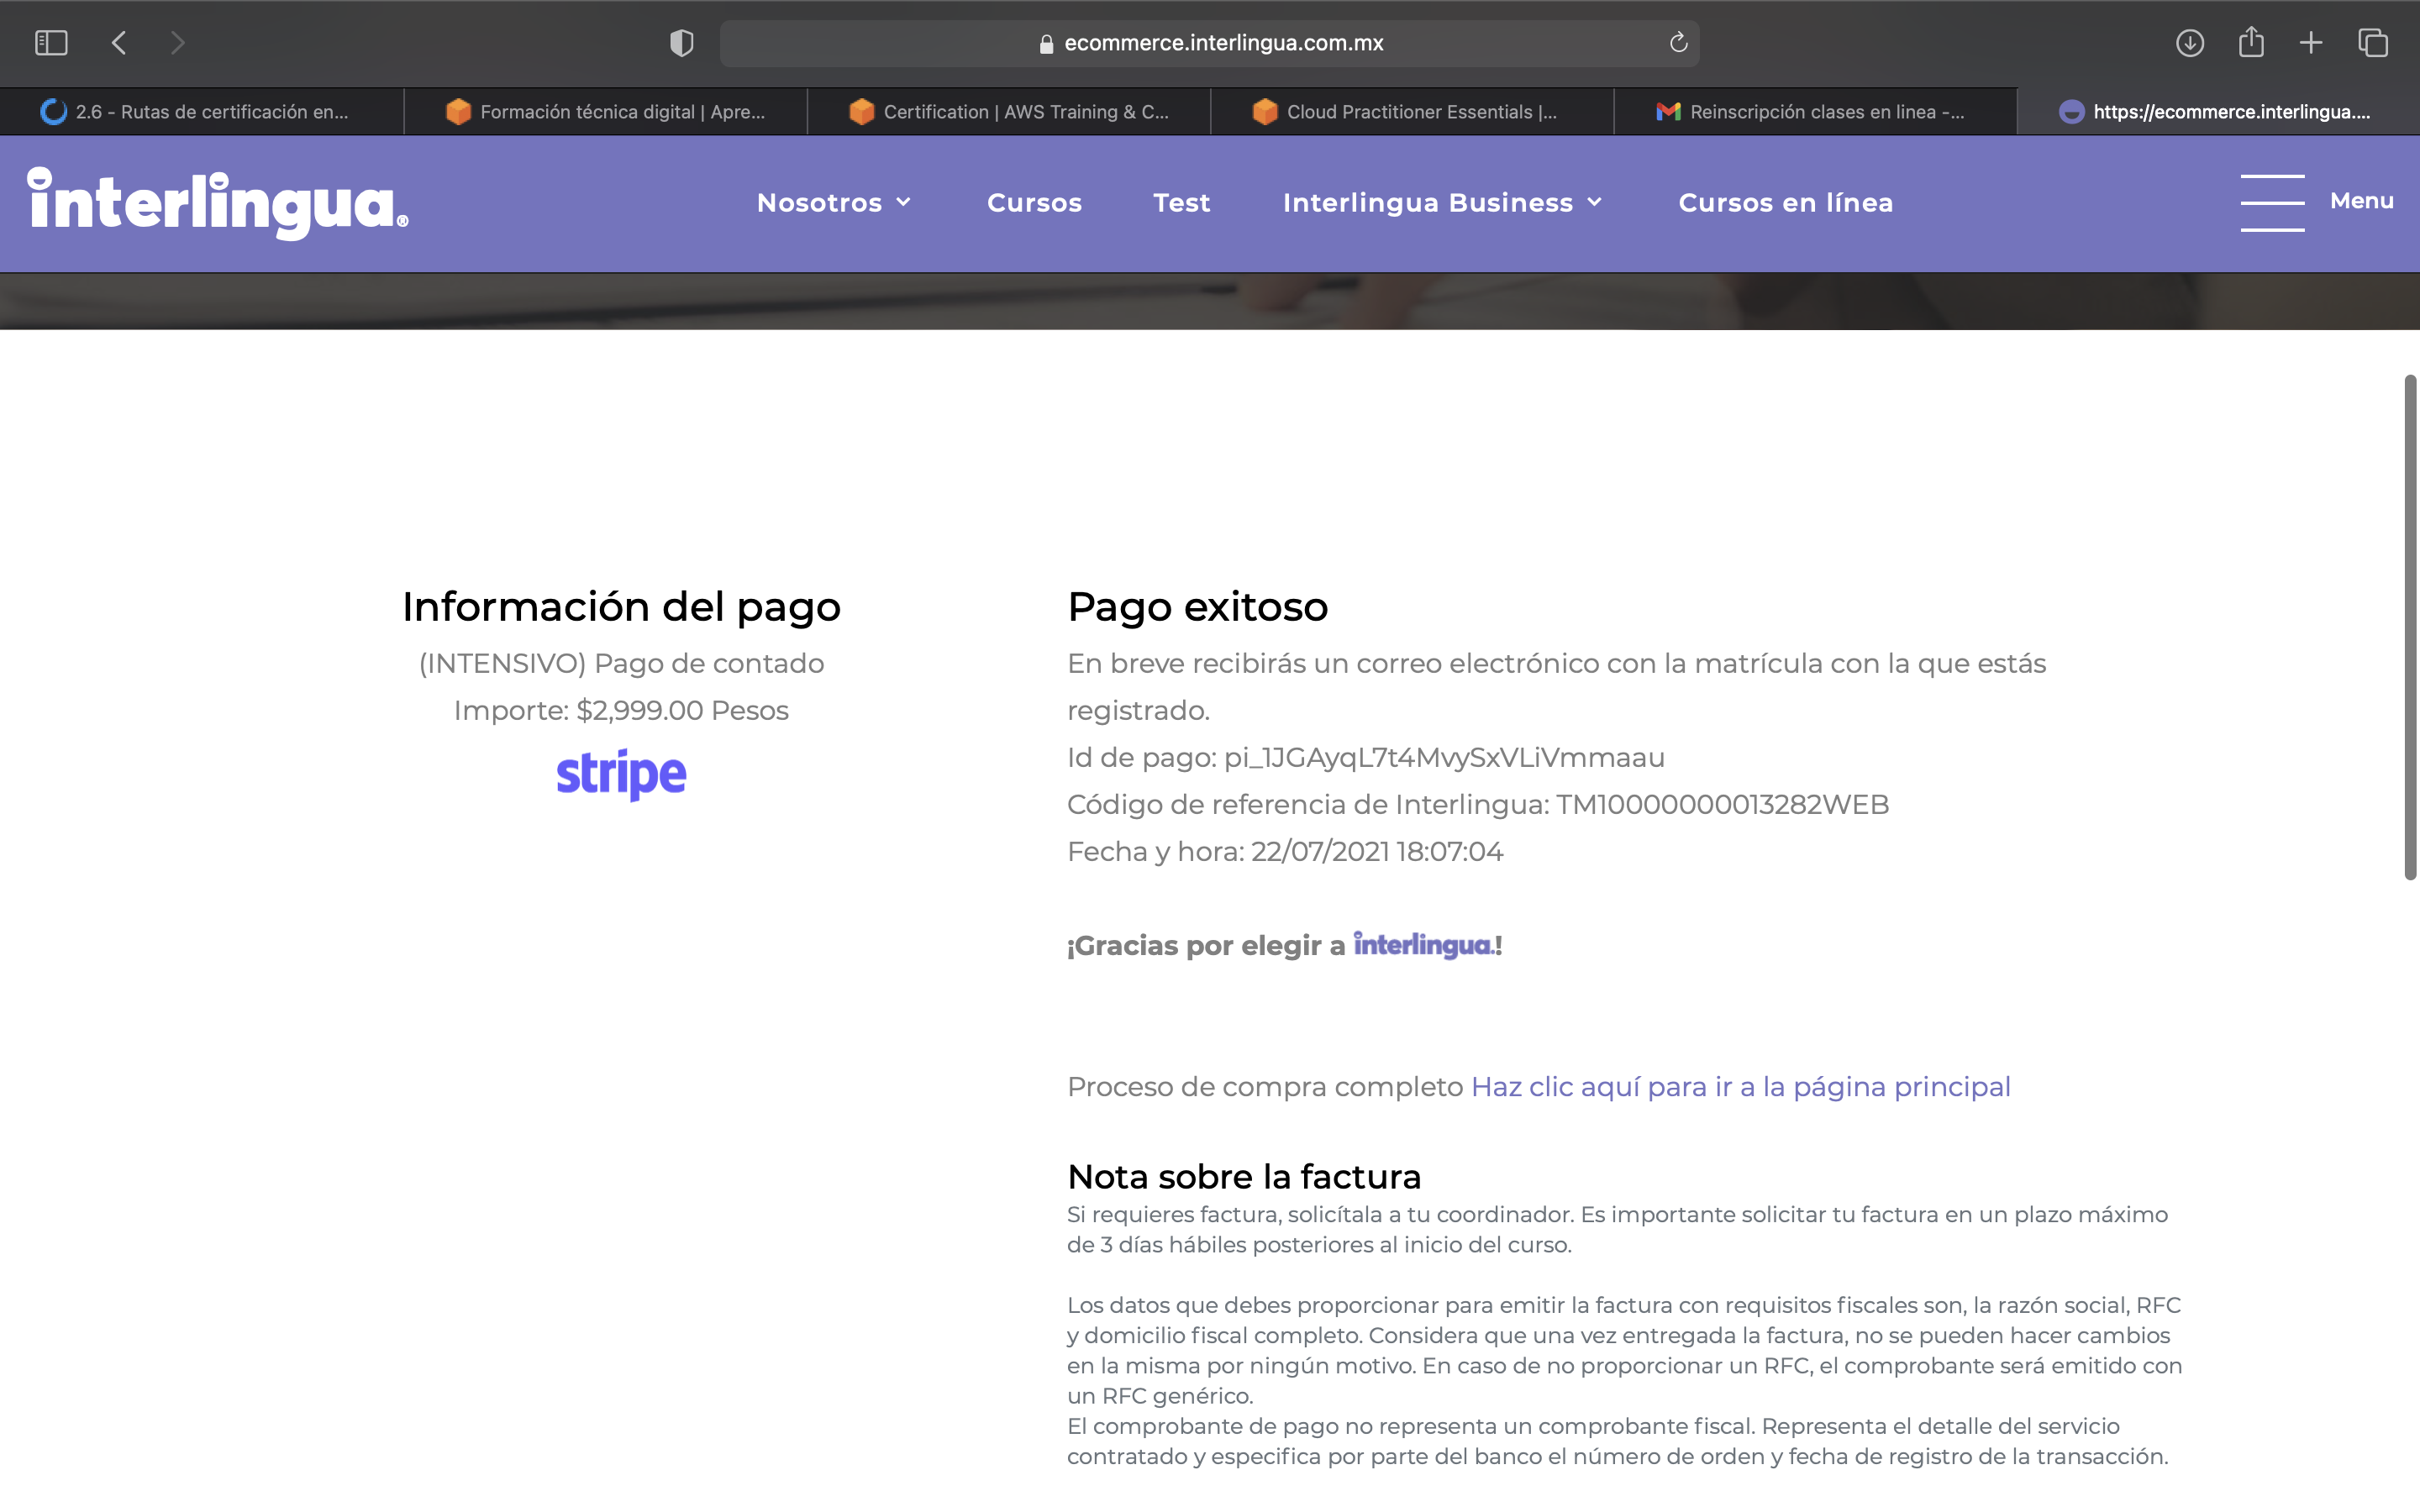 ecommerce.interlingua.com.mx
2.6 - Rutas de certificación en...
Formación técnica digital | Apre...
Certification | AWS Training & C...
Cloud Practitioner Essentials |...
Reinscripción clases en linea -...
https://ecommerce.interlingua....
interlingua.®
Nosotros
Cursos
Test
Interlingua Business
Cursos en línea
Menu
Información del pago
(INTENSIVO) Pago de contado
Importe: $2,999.00 Pesos
stripe
Pago exitoso
En breve recibirás un correo electrónico con la matrícula con la que estás
registrado.
Id de pago: pi_1JGAyqL7t4MvySxVLiVmmaau
Código de referencia de Interlingua: TM10000000013282WEB
Fecha y hora: 22/07/2021 18:07:04
¡Gracias por elegir a interlingua.!
Proceso de compra completo Haz clic aquí para ir a la página principal
Nota sobre la factura
Si requieres factura, solicítala a tu coordinador. Es importante solicitar tu factura en un plazo máximo
de 3 días hábiles posteriores al inicio del curso.
Los datos que debes proporcionar para emitir la factura con requisitos fiscales son, la razón social, RFC
y domicilio fiscal completo. Considera que una vez entregada la factura, no se pueden hacer cambios
en la misma por ningún motivo. En caso de no proporcionar un RFC, el comprobante será emitido con
un RFC genérico.
El comprobante de pago no representa un comprobante fiscal. Representa el detalle del servicio
contratado y especifica por parte del banco el número de orden y fecha de registro de la transacción.